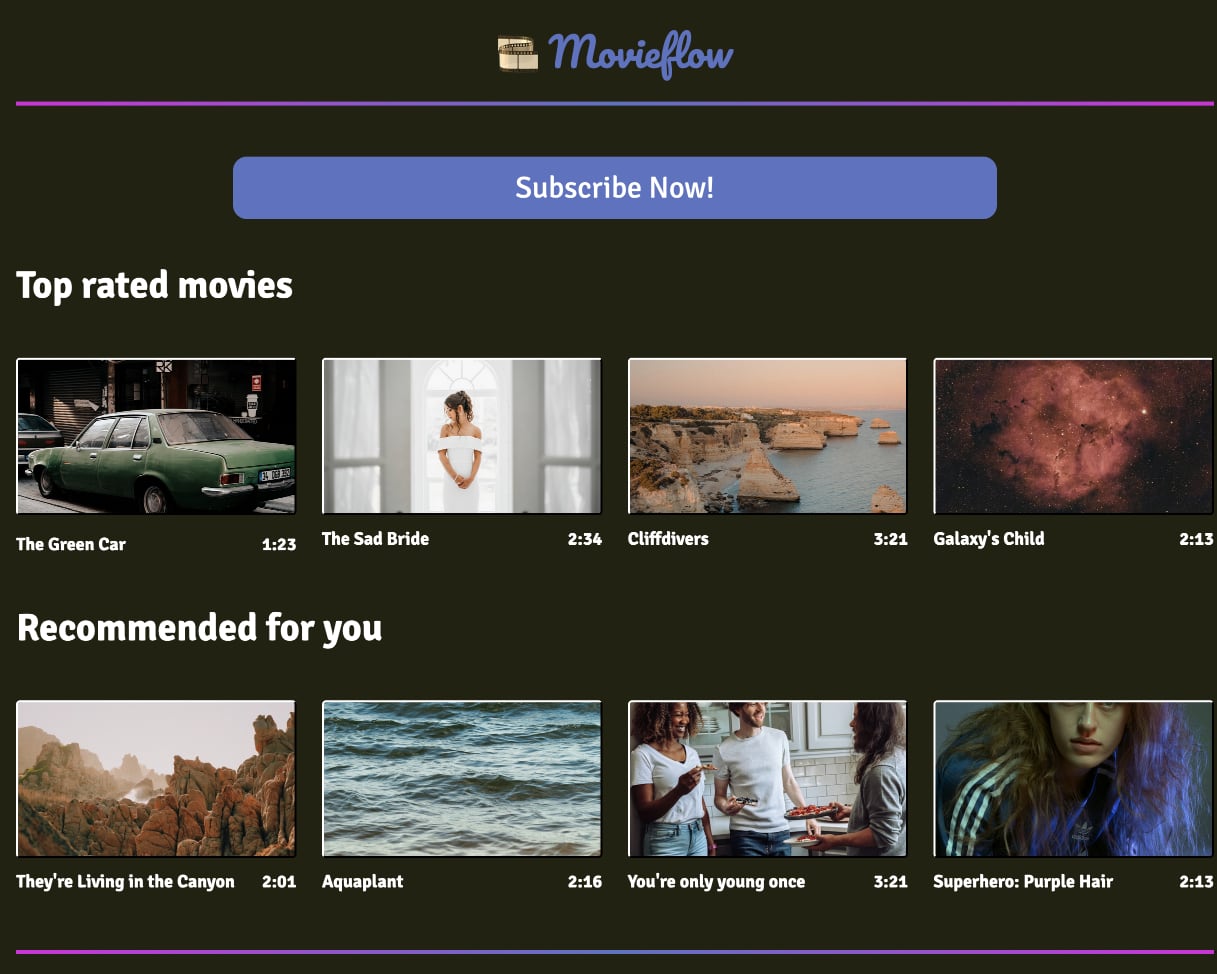 Movieflow
Subscribe Now!
Top rated movies
The Green Car 1:23
The Sad Bride 2:34
Cliffdivers 3:21
Galaxy's Child 2:13
Recommended for you
They're Living in the Canyon 2:01
Aquaplant 2:16
You're only young once 3:21
Superhero: Purple Hair 2:13